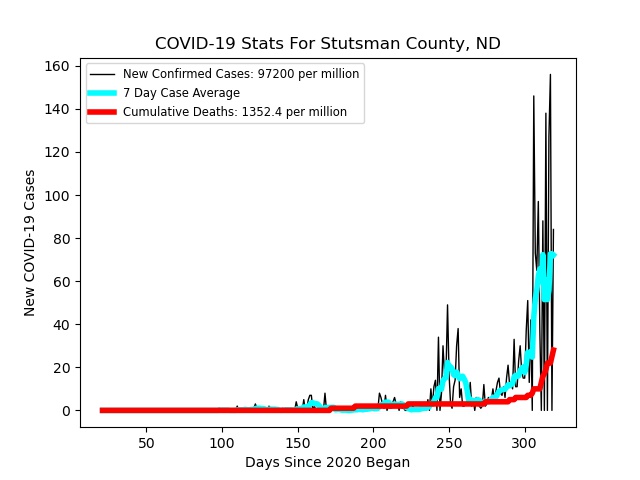 COVID-19 Stats For Stutsman County, ND
New Confirmed Cases: 97200 per million
7 Day Case Average
Cumulative Deaths: 1352.4 per million
New COVID-19 Cases
160
140
120
100
80
60
40
20
0
50 100 150 200 250 300
Days Since 2020 Began